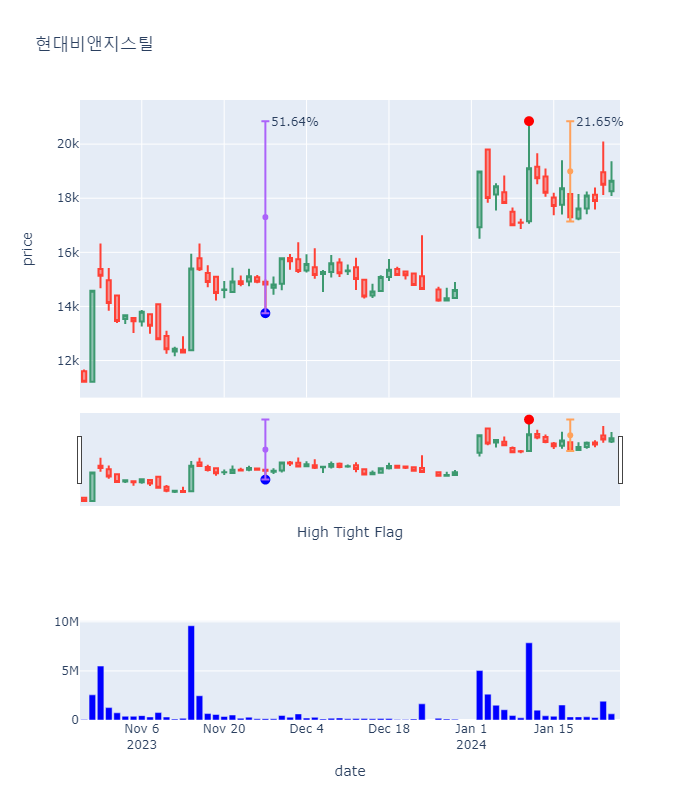 현대비앤지스틸
51.64%
21.65%
20k
18k
16k
14k
12k
price
High Tight Flag
10M
5M
0
Nov 6
2023
Nov 20
Dec 4
Dec 18
Jan 1
2024
Jan 15
date